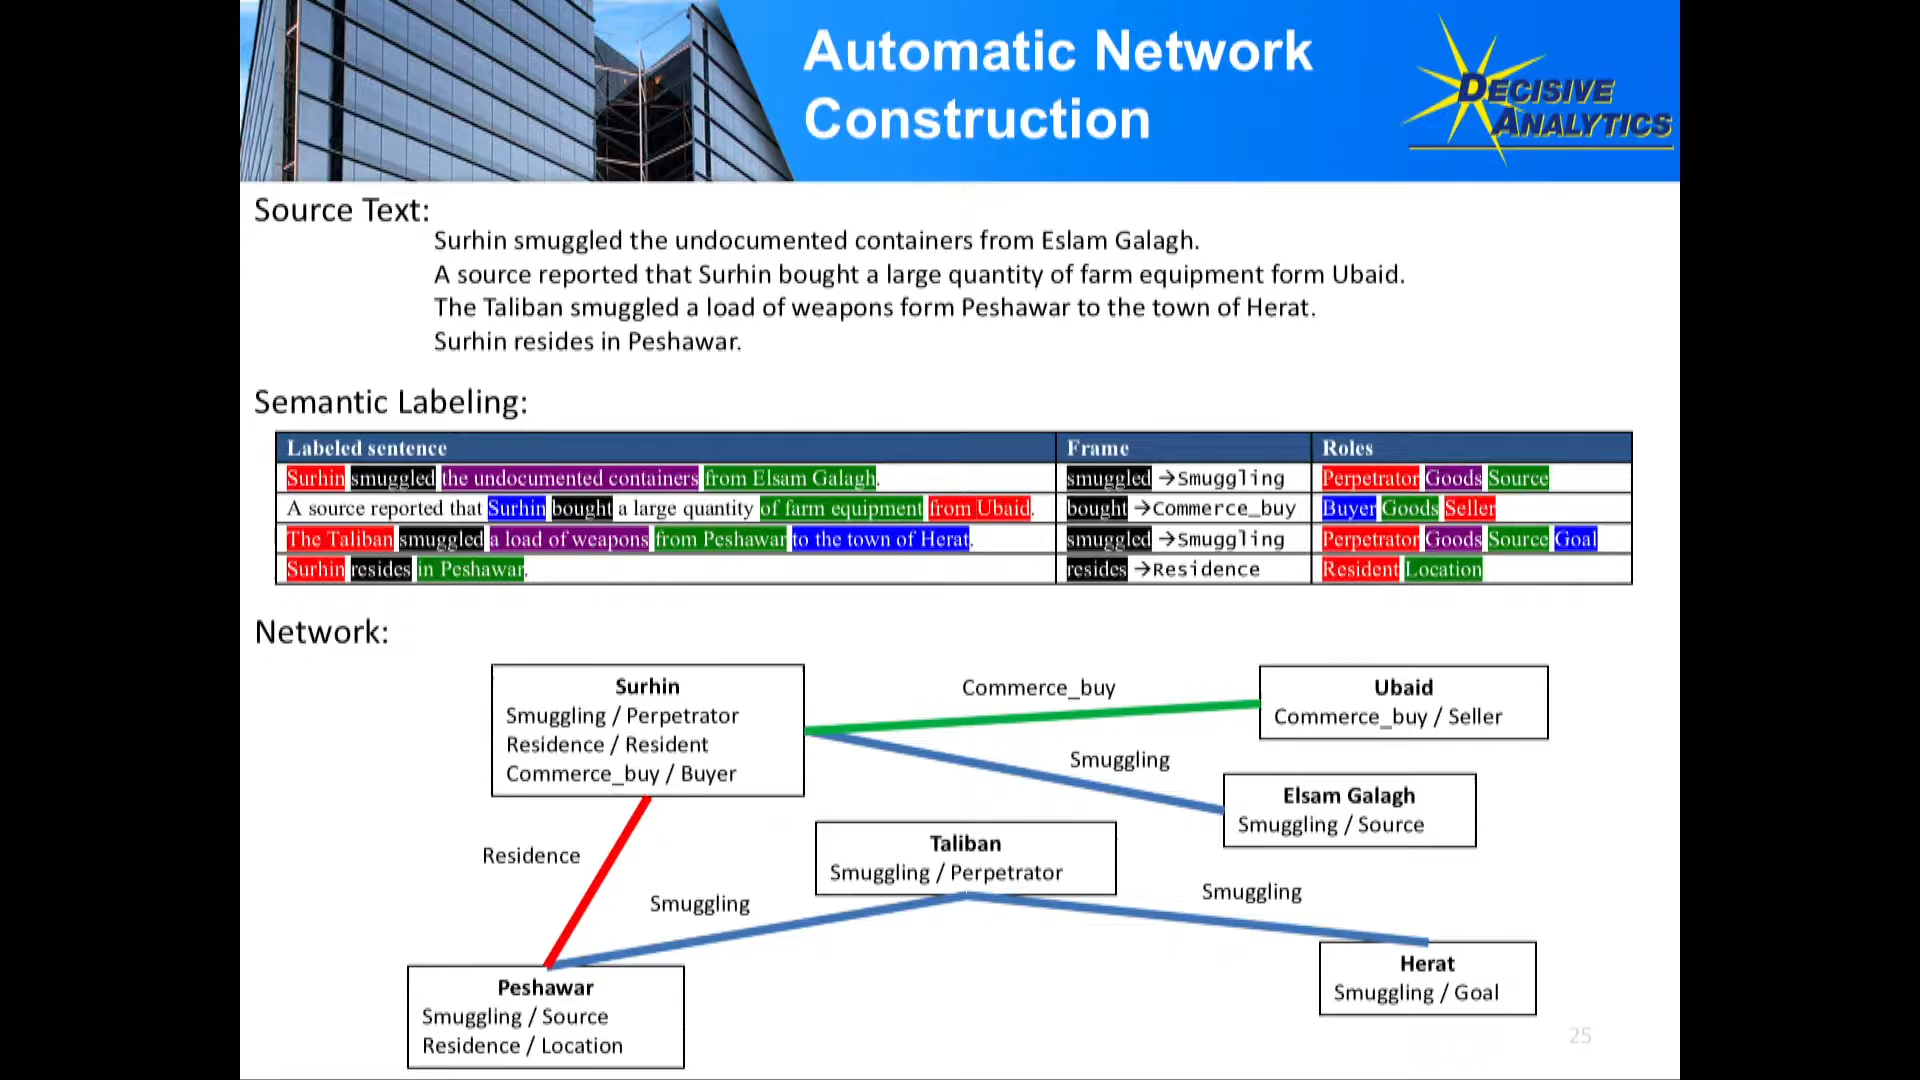 Automatic Network
Construction
DECISIVE
ANALYTICS
Source Text:
Surhin smuggled the undocumented containers from Eslam Galagh.
A source reported that Surhin bought a large quantity of farm equipment form Ubaid.
The Taliban smuggled a load of weapons form Peshawar to the town of Herat.
Surhin resides in Peshawar.
Semantic Labeling:
Labeled sentence Frame Roles
Surhin smuggled the undocumented containers from Elsam Galagh. smuggled →Smuggling Perpetrator Goods Source
A source reported that Surhin bought a large quantity of farm equipment from Ubaid. bought →Commerce_buy Buyer Goods Seller
The Taliban smuggled a load of weapons from Peshawar to the town of Herat. smuggled →Smuggling Perpetrator Goods Source Goal
Surhin resides in Peshawar. resides →Residence Resident Location
Network:
Surhin
Smuggling / Perpetrator
Residence / Resident
Commerce_buy / Buyer
Commerce_buy
Ubaid
Commerce_buy / Seller
Smuggling
Elsam Galagh
Smuggling / Source
Taliban
Smuggling / Perpetrator
Residence
Smuggling
Smuggling
Peshawar
Smuggling / Source
Residence / Location
Herat
Smuggling / Goal
25